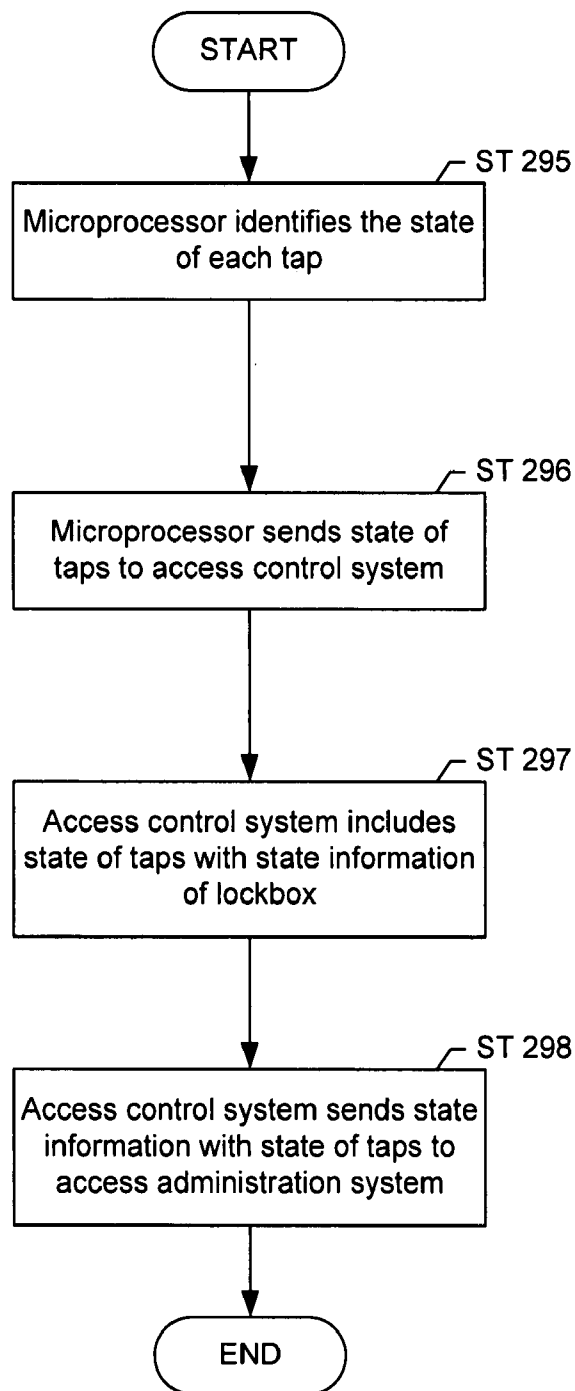 START
ST 295
Microprocessor identifies the state
of each tap
ST 296
Microprocessor sends state of
taps to access control system
ST 297
Access control system includes
state of taps with state information
of lockbox
ST 298
Access control system sends state
information with state of taps to
access administration system
END